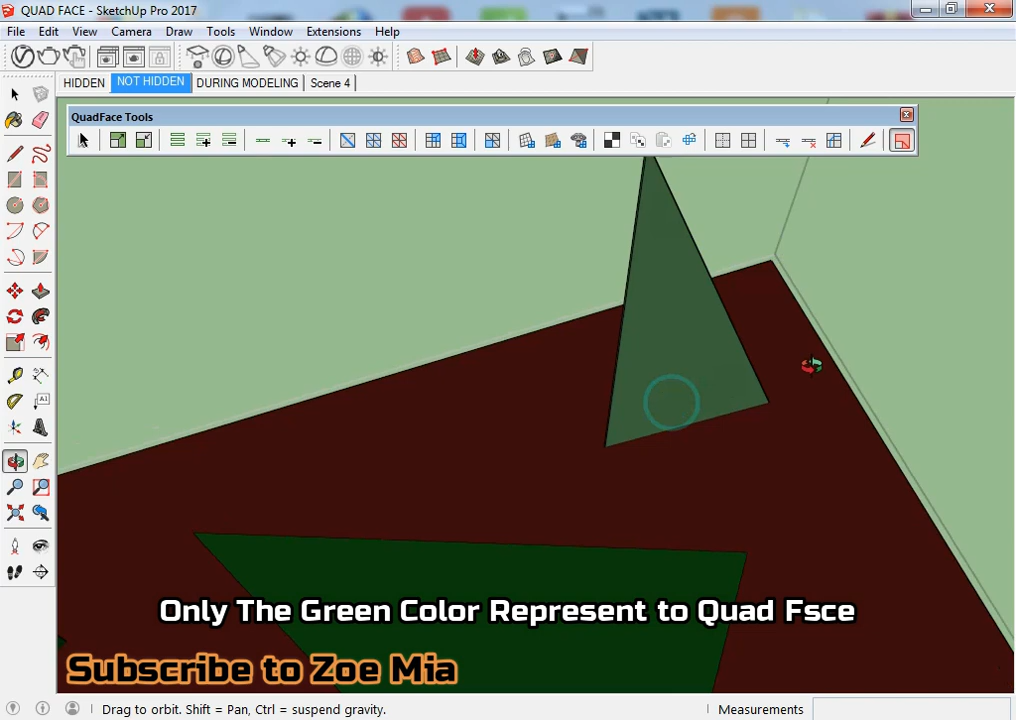 QUAD FACE - SketchUp Pro 2017
File Edit View Camera Draw Tools Window Extensions Help
HIDDEN NOT HIDDEN DURING MODELING Scene 4
QuadFace Tools
A1
Only The Green Color Represent to Quad Fsce
Subscribe to Zoe Mia
Drag to orbit. Shift = Pan, Ctrl = suspend gravity. Measurements